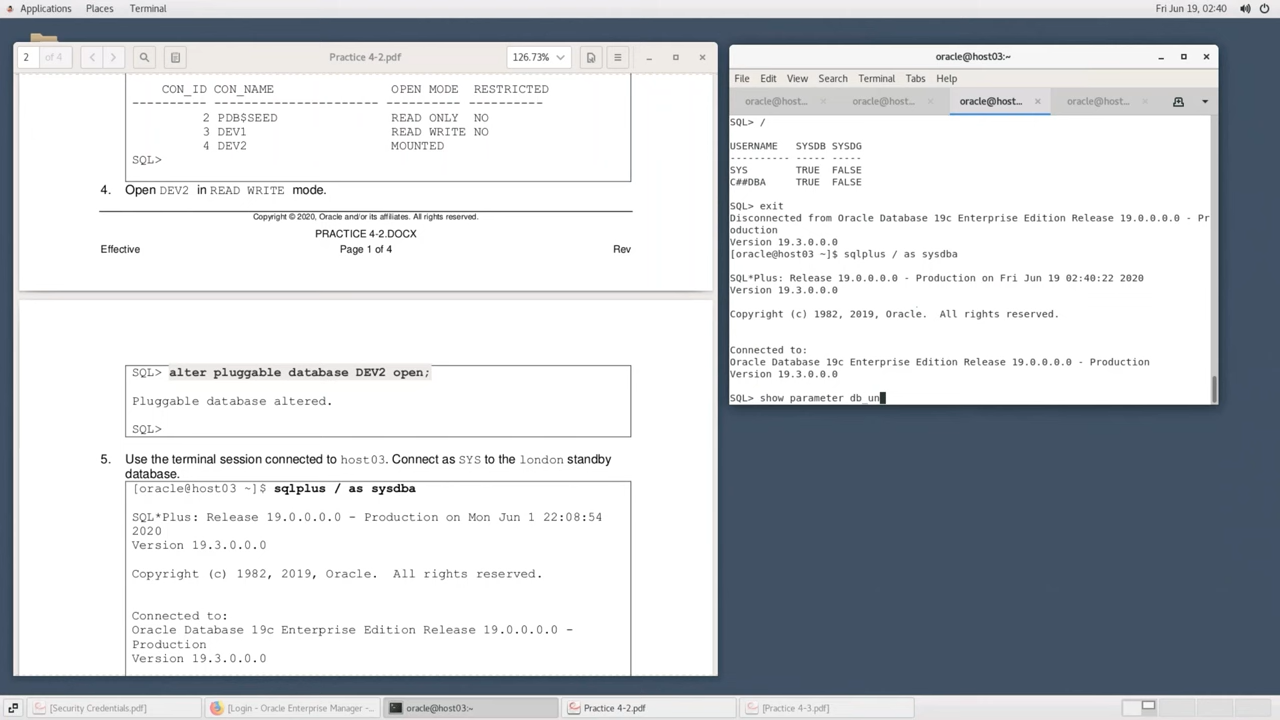 Applications Places Terminal Fri Jun 19, 02:40
2 of 4 Practice 4-2.pdf 126.73%
CON_ID CON_NAME OPEN MODE RESTRICTED
---------- ------------------------------ ---------- ----------
2 PDB$SEED READ ONLY NO
3 DEV1 READ WRITE NO
4 DEV2 MOUNTED
SQL>
4. Open DEV2 in READ WRITE mode.
Copyright © 2020, Oracle and/or its affiliates. All rights reserved.
PRACTICE 4-2.DOCX
Effective Page 1 of 4 Rev
SQL> alter pluggable database DEV2 open;
Pluggable database altered.
SQL>
5. Use the terminal session connected to host03. Connect as SYS to the london standby
database.
[oracle@host03 ~]$ sqlplus / as sysdba
SQL*Plus: Release 19.0.0.0.0 - Production on Mon Jun 1 22:08:54
2020
Version 19.3.0.0.0
Copyright (c) 1982, 2019, Oracle. All rights reserved.
Connected to:
Oracle Database 19c Enterprise Edition Release 19.0.0.0.0 -
Production
Version 19.3.0.0.0
oracle@host03:~
File Edit View Search Terminal Tabs Help
oracle@host... oracle@host... oracle@host... oracle@host...
SQL> /
USERNAME SYSDB SYSDG
---------- ----- -----
SYS TRUE FALSE
C##DBA TRUE FALSE
SQL> exit
Disconnected from Oracle Database 19c Enterprise Edition Release 19.0.0.0.0 - Pr
oduction
Version 19.3.0.0.0
[oracle@host03 ~]$ sqlplus / as sysdba
SQL*Plus: Release 19.0.0.0.0 - Production on Fri Jun 19 02:40:22 2020
Version 19.3.0.0.0
Copyright (c) 1982, 2019, Oracle. All rights reserved.
Connected to:
Oracle Database 19c Enterprise Edition Release 19.0.0.0.0 - Production
Version 19.3.0.0.0
SQL> show parameter db_un
[Security Credentials.pdf] [Login - Oracle Enterprise Manager -... oracle@host03:~ Practice 4-2.pdf [Practice 4-3.pdf]